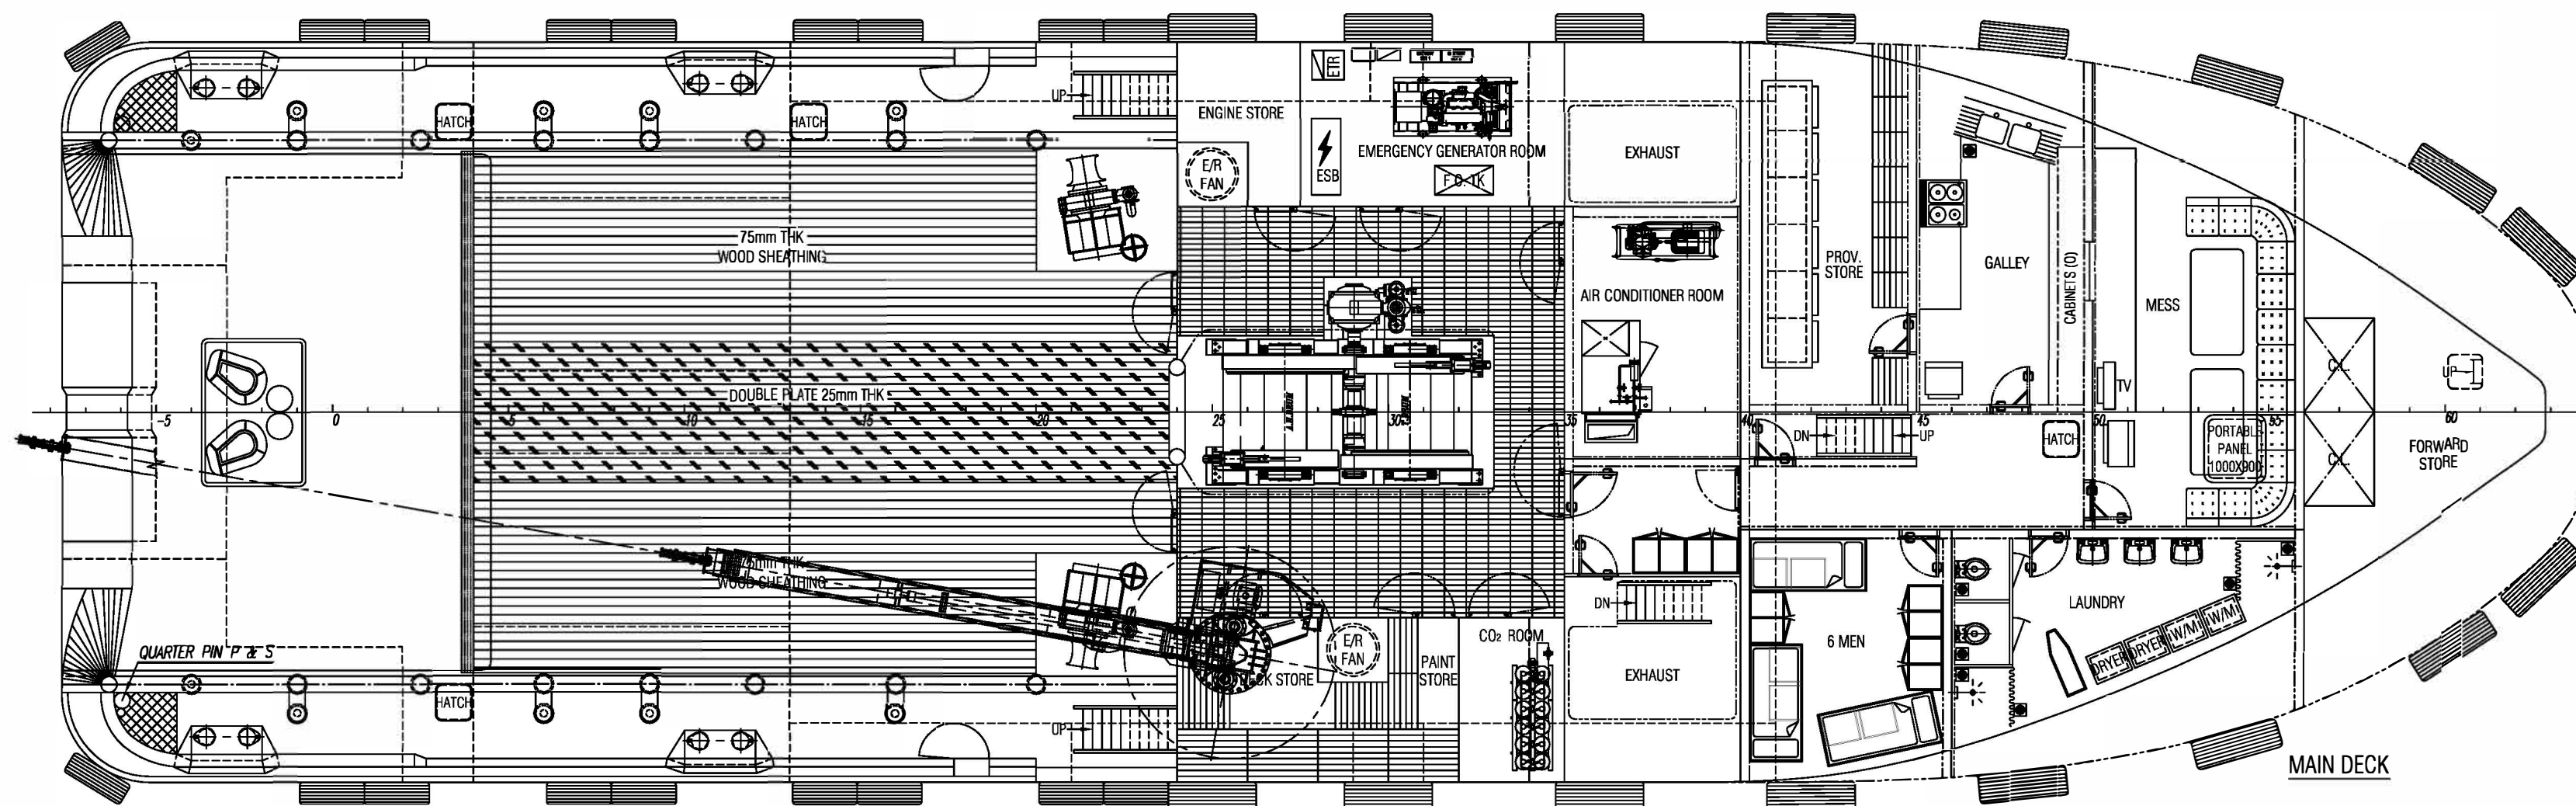 ETR
UP
ENGINE STORE
HATCH
HATCH
EMERGENCY GENERATOR ROOM
EXHAUST
E/R
FAN
ESB
F.O. TK
75mm THK
WOOD SHEATHING
PROV.
STORE
GALLEY
CABINETS (O)
AIR CONDITIONER ROOM
MESS
C.L.
UP
TV
DOUBLE PLATE 25mm THK
-5
0
5
10
15
20
25
30
35
40
45
50
55
60
DN
UP
HATCH
PORTABLE
PANEL
1000X900
C.L.
FORWARD
STORE
75mm THK
WOOD SHEATHING
DN
LAUNDRY
QUARTER PIN P & S
E/R
FAN
CO2 ROOM
6 MEN
DRYER
DRYER
W/M
W/M
DECK STORE
PAINT
STORE
EXHAUST
HATCH
UP
MAIN DECK